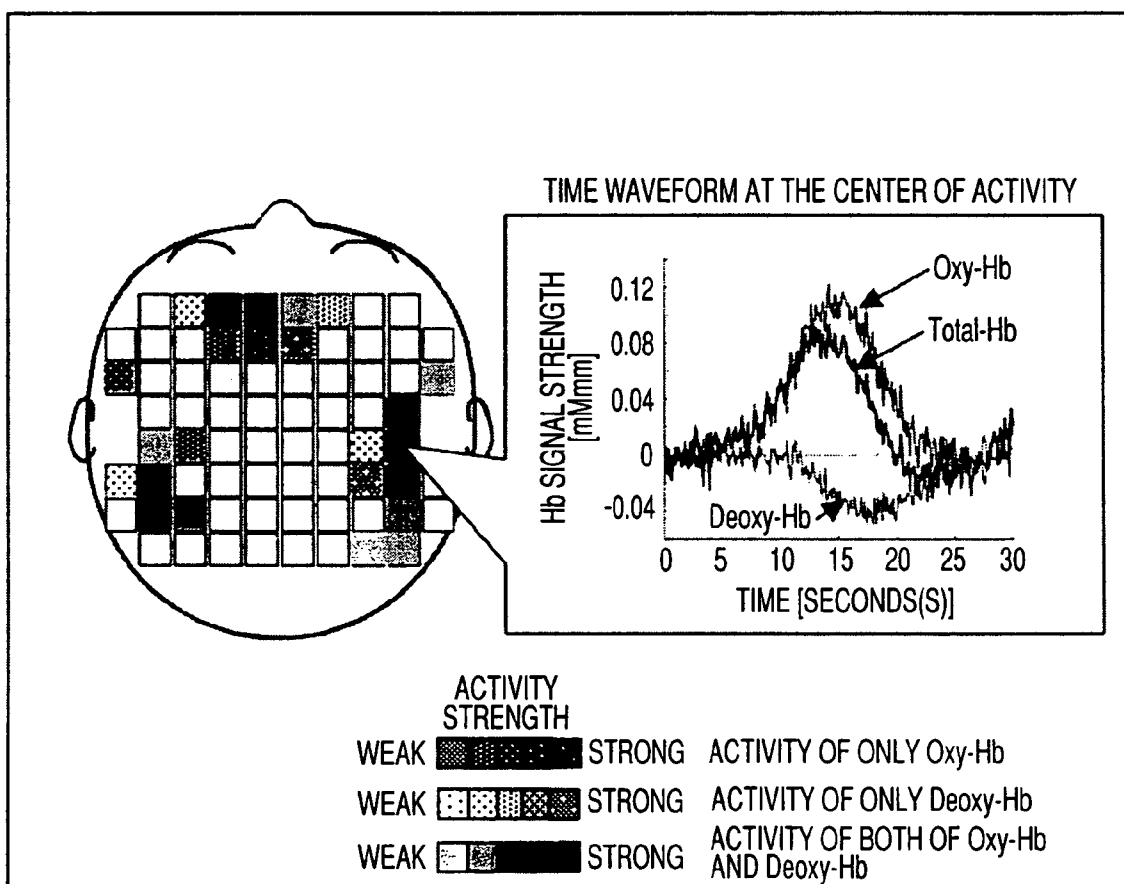 TIME WAVEFORM AT THE CENTER OF ACTIVITY
Hb SIGNAL STRENGTH
[mMmm]
0.12
0.08
0.04
0
-0.04
Oxy-Hb
Total-Hb
Deoxy-Hb
0 5 10 15 20 25 30
TIME [SECONDS(S)]
ACTIVITY
STRENGTH
WEAK STRONG ACTIVITY OF ONLY Oxy-Hb
WEAK STRONG ACTIVITY OF ONLY Deoxy-Hb
WEAK STRONG ACTIVITY OF BOTH OF Oxy-Hb
AND Deoxy-Hb